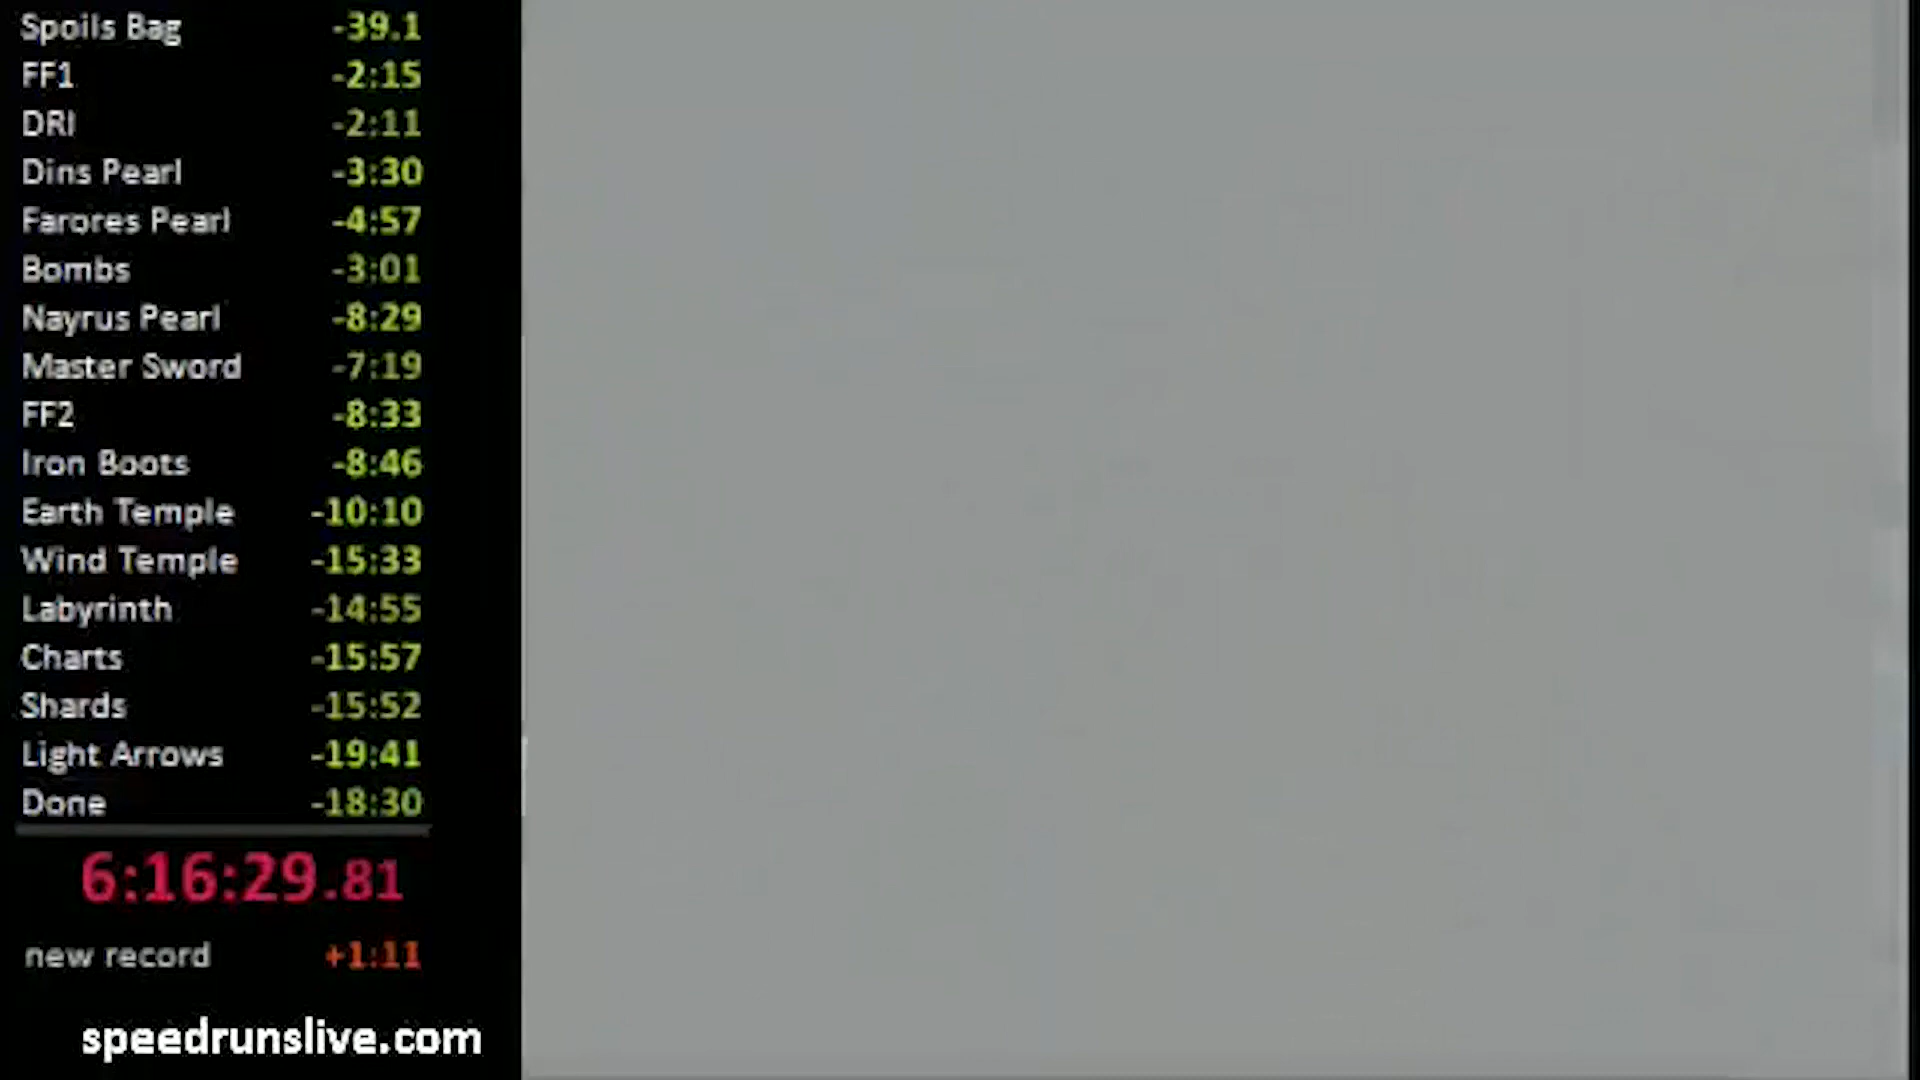 Spoils Bag -39.1
FF1 -2:15
DRI -2:11
Dins Pearl -3:30
Farores Pearl -4:57
Bombs -3:01
Nayrus Pearl -8:29
Master Sword -7:19
FF2 -8:33
Iron Boots -8:46
Earth Temple -10:10
Wind Temple -15:33
Labyrinth -14:55
Charts -15:57
Shards -15:52
Light Arrows -19:41
Done -18:30
6:16:29.81
new record +1:11
speedrunslive.com